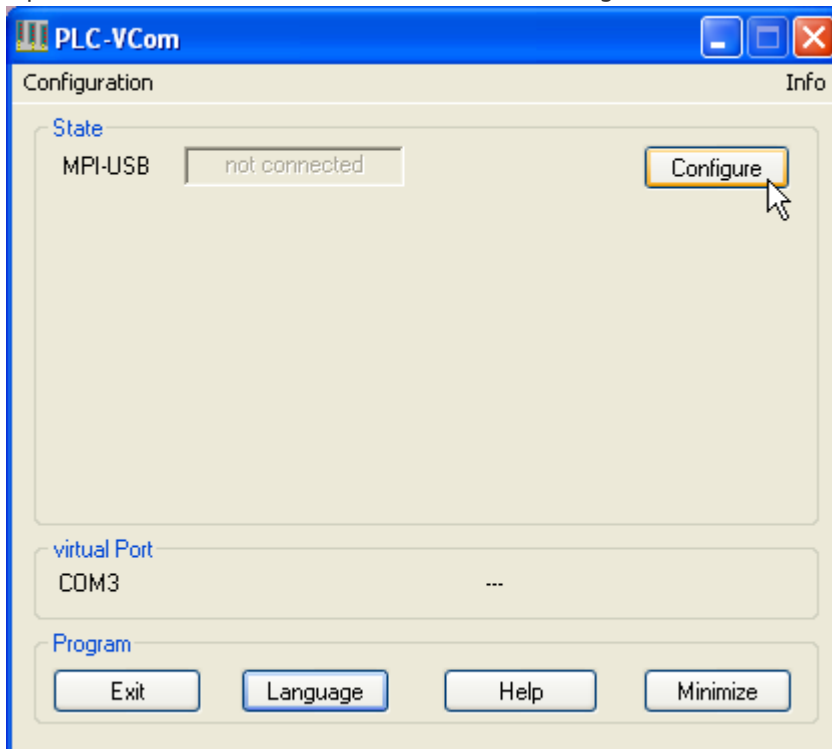 PLC-VCom
Configuration Info
State
MPI-USB not connected Configure
virtual Port
COM3 ---
Program
Exit Language Help Minimize